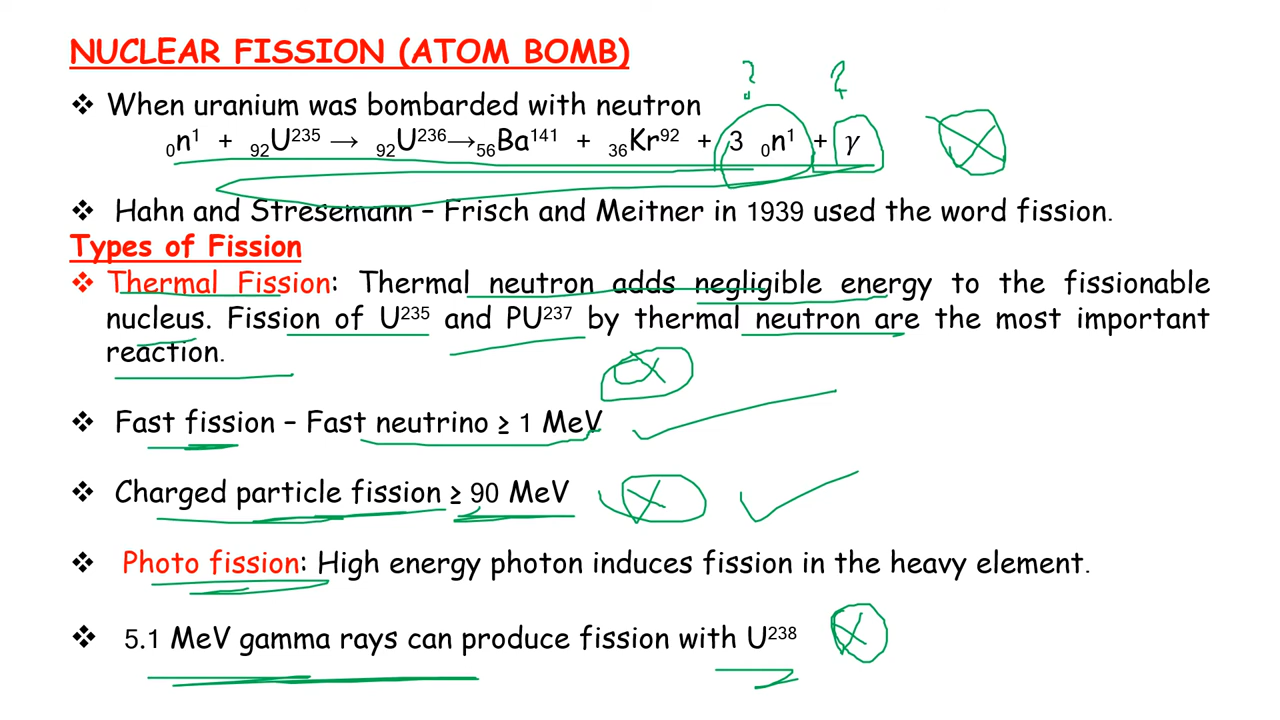 NUCLEAR FISSION (ATOM BOMB)
? ?
❖ When uranium was bombarded with neutron
₀n¹ + ₉₂U²³⁵ → ₉₂U²³⁶→₅₆Ba¹⁴¹ + ₃₆Kr⁹² + 3 ₀n¹ + γ
❖ Hahn and Stresemann – Frisch and Meitner in 1939 used the word fission.
Types of Fission
❖ Thermal Fission: Thermal neutron adds negligible energy to the fissionable
nucleus. Fission of U²³⁵ and PU²³⁷ by thermal neutron are the most important
reaction.
❖ Fast fission – Fast neutrino ≥ 1 MeV
❖ Charged particle fission ≥ 90 MeV
❖ Photo fission: High energy photon induces fission in the heavy element.
❖ 5.1 MeV gamma rays can produce fission with U²³⁸